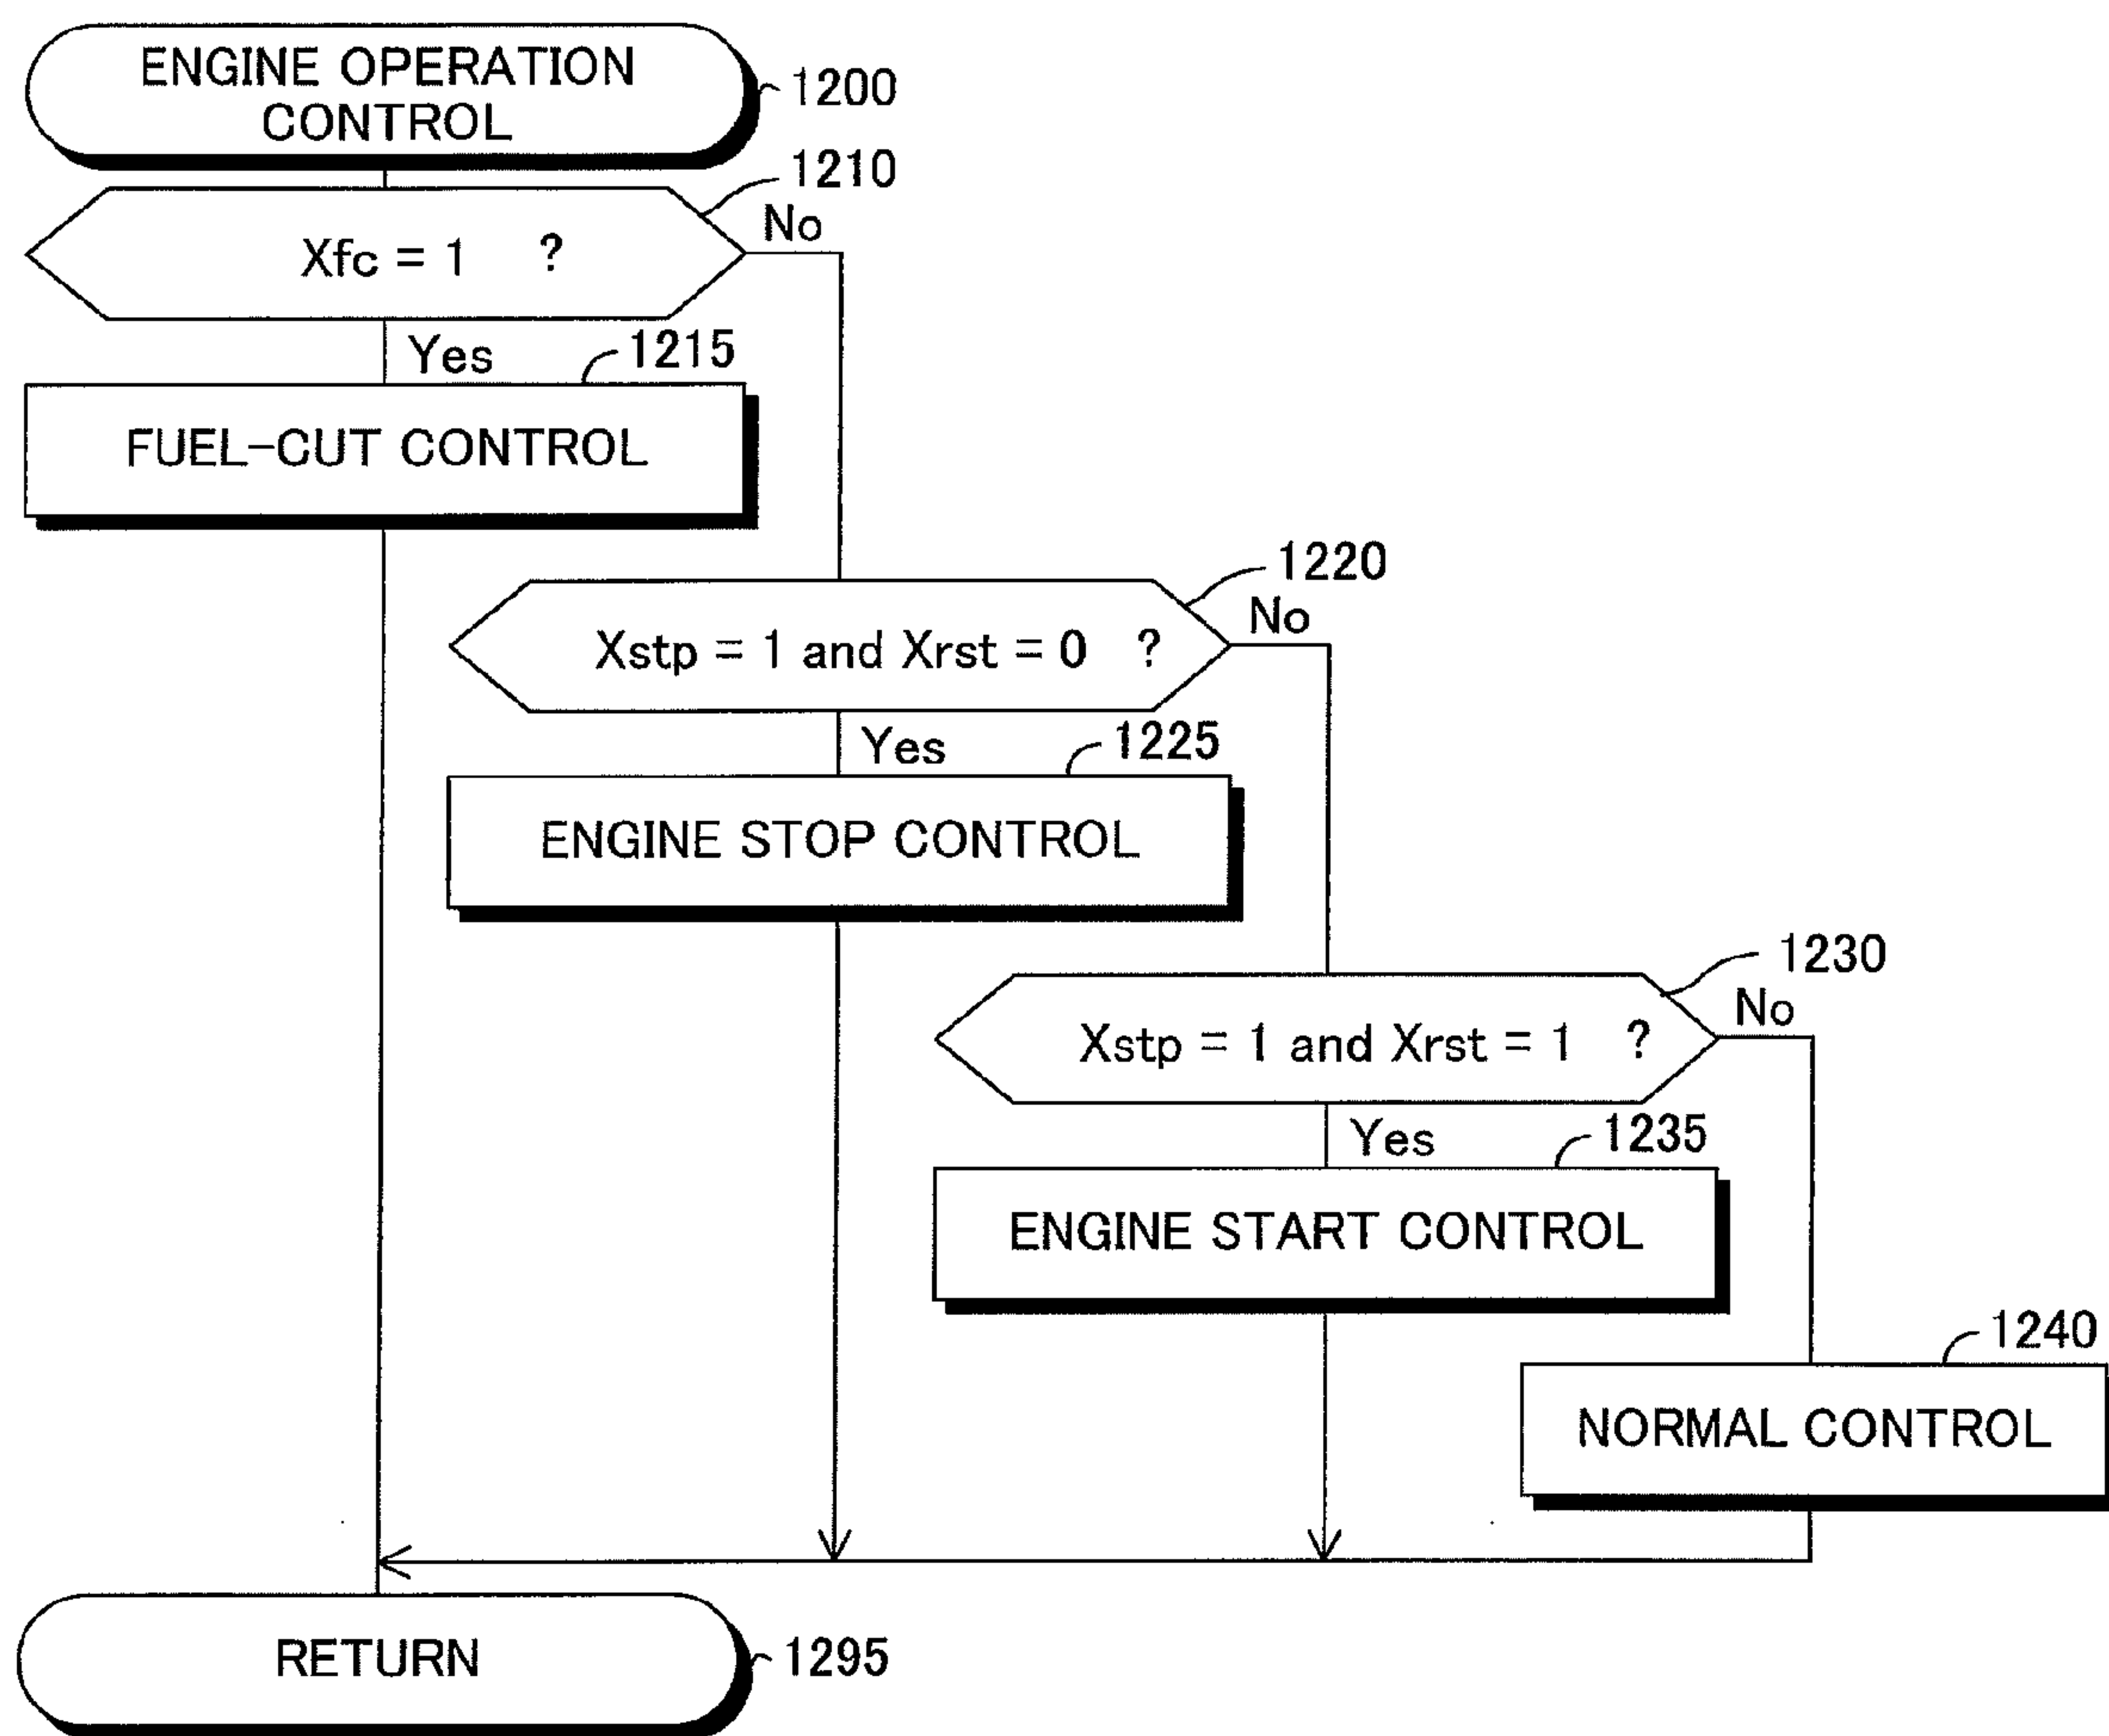 ENGINE OPERATION
CONTROL
1200
1210
Xfc = 1 ?
No
Yes
1215
FUEL-CUT CONTROL
1220
Xstp = 1 and Xrst = 0 ?
No
Yes
1225
ENGINE STOP CONTROL
1230
Xstp = 1 and Xrst = 1 ?
No
Yes
1235
ENGINE START CONTROL
1240
NORMAL CONTROL
RETURN
1295